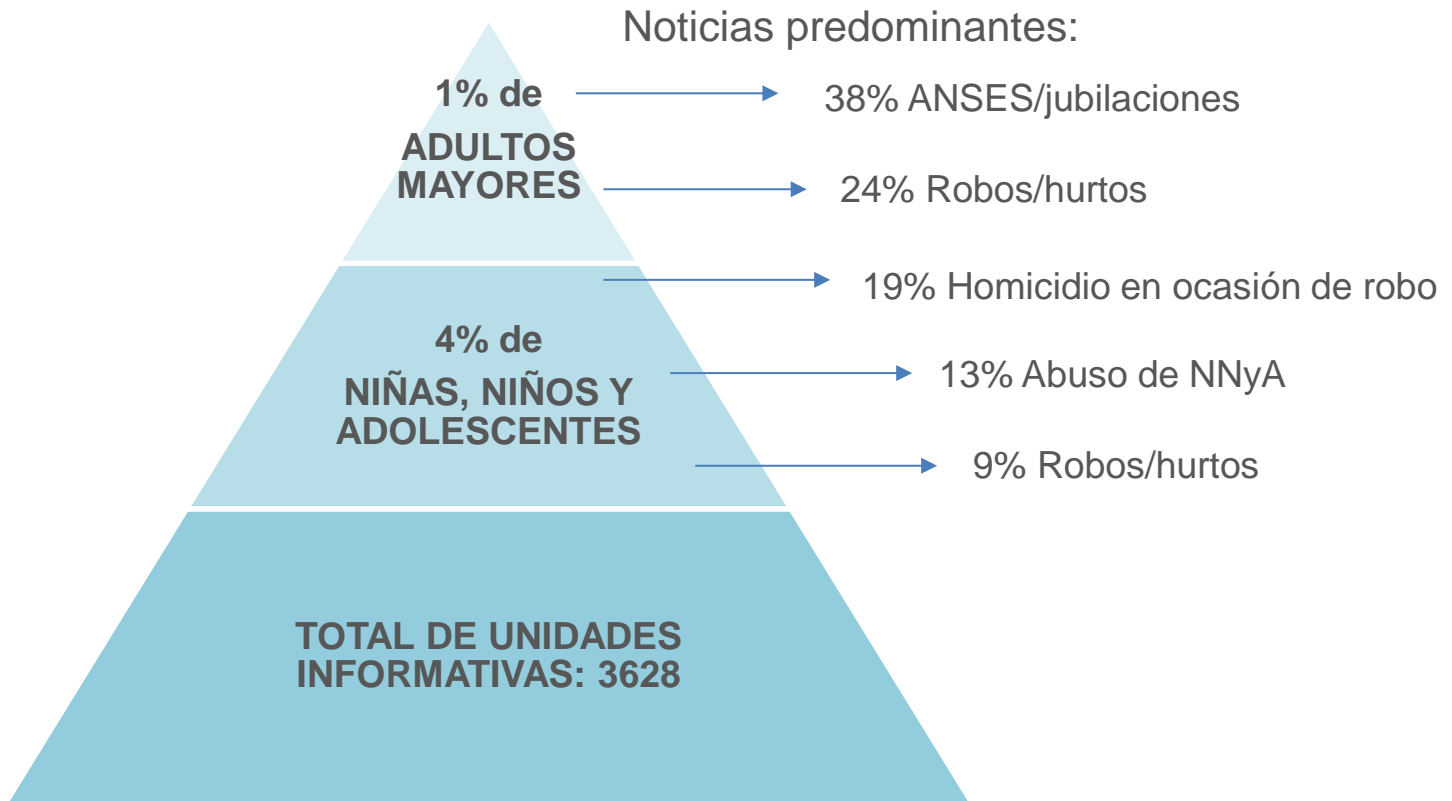 Noticias predominantes:
1% de
ADULTOS
MAYORES
38% ANSES/jubilaciones
24% Robos/hurtos
19% Homicidio en ocasión de robo
4% de
NIÑAS, NIÑOS Y
ADOLESCENTES
13% Abuso de NNyA
9% Robos/hurtos
TOTAL DE UNIDADES
INFORMATIVAS: 3628